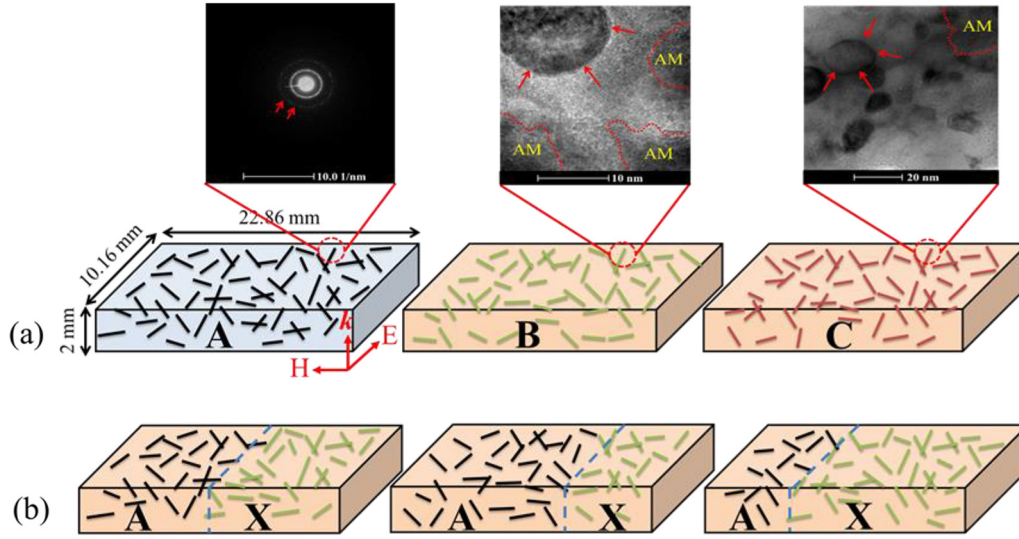 10.0 1/nm
AM
AM
AM
10 nm
AM
20 nm
22.86 mm
10.16 mm
2 mm
(a)
A
k
E
H
B
C
(b)
A X
A X
A X